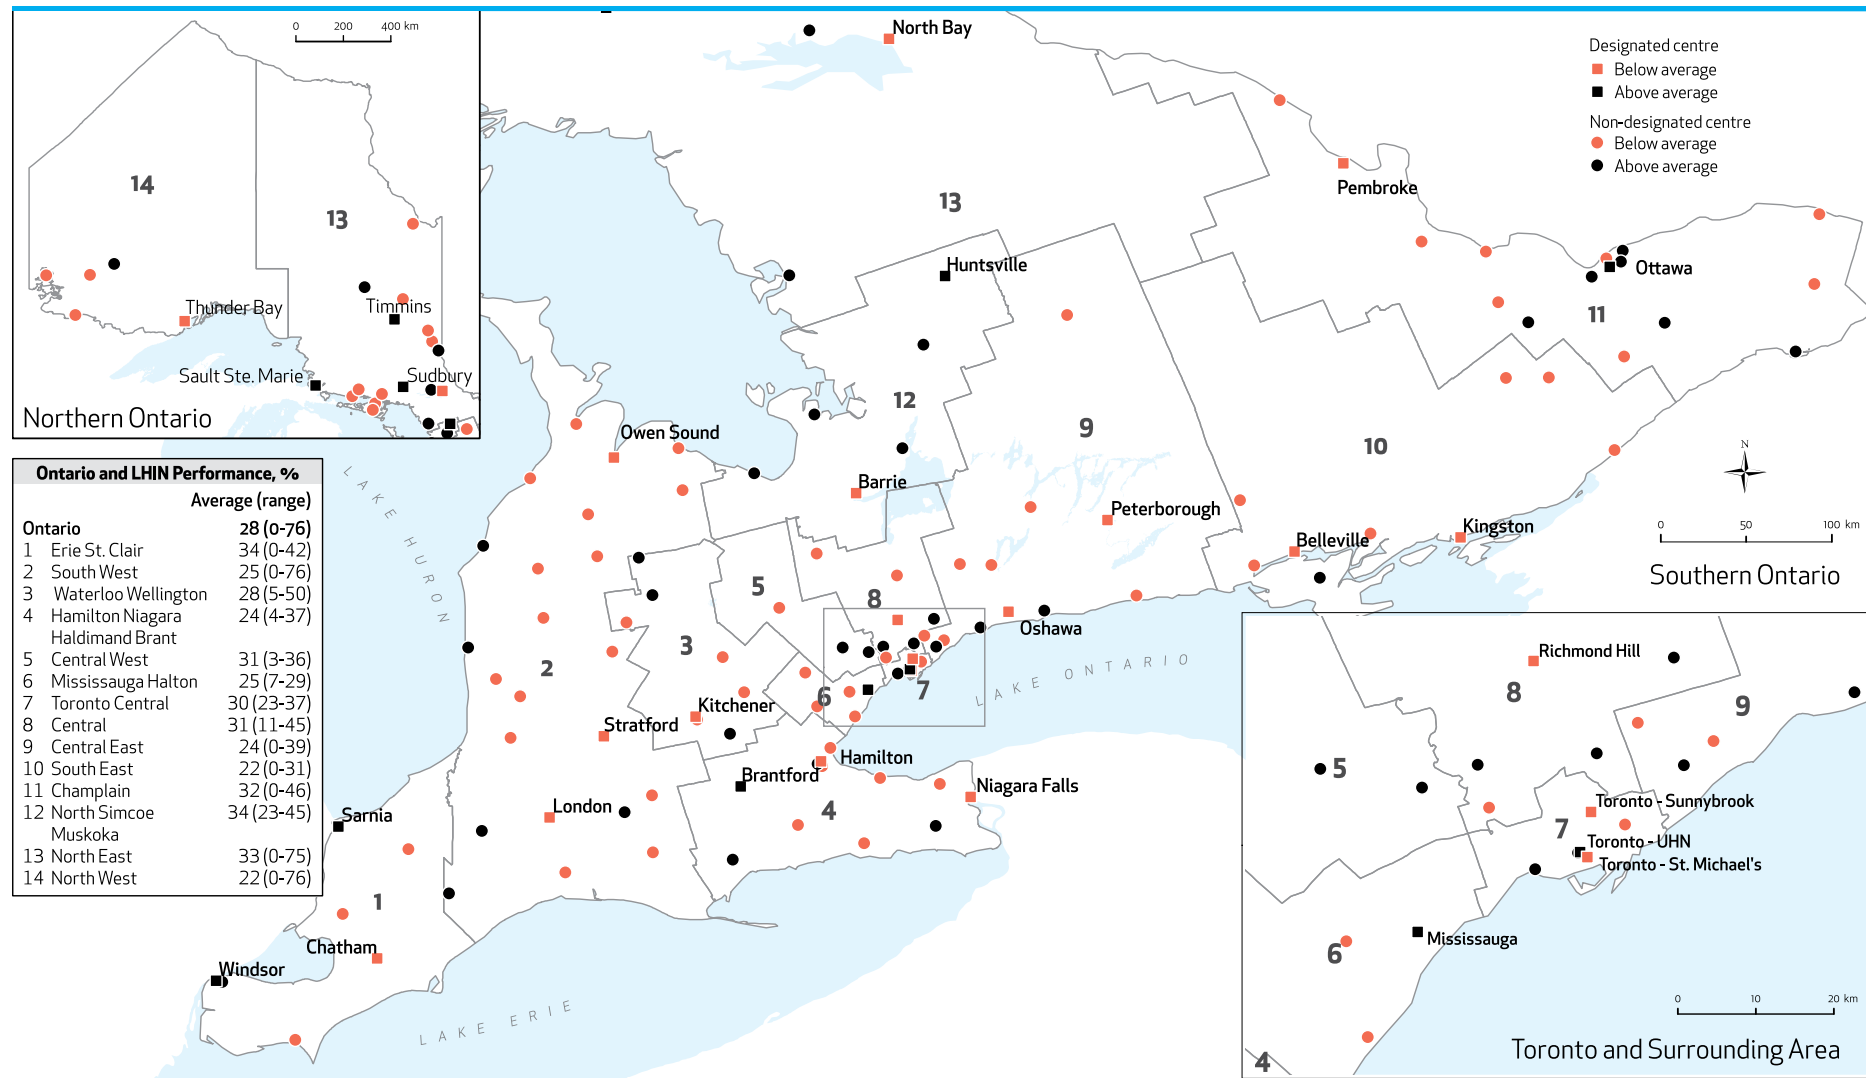 0 200 400 km
14
13
Thunder Bay
Timmins
Sault Ste. Marie
Sudbury
Northern Ontario
Ontario and LHIN Performance, %
Average (range)
Ontario 28 (0-76)
1 Erie St. Clair 34 (0-42)
2 South West 25 (0-76)
3 Waterloo Wellington 28 (5-50)
4 Hamilton Niagara 24 (4-37)
Haldimand Brant
5 Central West 31 (3-36)
6 Mississauga Halton 25 (7-29)
7 Toronto Central 30 (23-37)
8 Central 31 (11-45)
9 Central East 24 (0-39)
10 South East 22 (0-31)
11 Champlain 32 (0-46)
12 North Simcoe 34 (23-45)
Muskoka
13 North East 33 (0-75)
14 North West 22 (0-76)
North Bay
Designated centre
Below average
Above average
Non-designated centre
Below average
Above average
Pembroke
13
Huntsville
Ottawa
11
12
9
10
Owen Sound
Barrie
Peterborough
Belleville
Kingston
N
0 50 100 km
Southern Ontario
LAKE HURON
5
8
3
2
6
7
Oshawa
LAKE ONTARIO
Kitchener
Stratford
Hamilton
Brantford
Niagara Falls
London
4
Sarnia
1
Chatham
Windsor
LAKE ERIE
Richmond Hill
8
9
5
Toronto - Sunnybrook
7
Toronto - UHN
Toronto - St. Michael's
Mississauga
6
0 10 20 km
4
Toronto and Surrounding Area